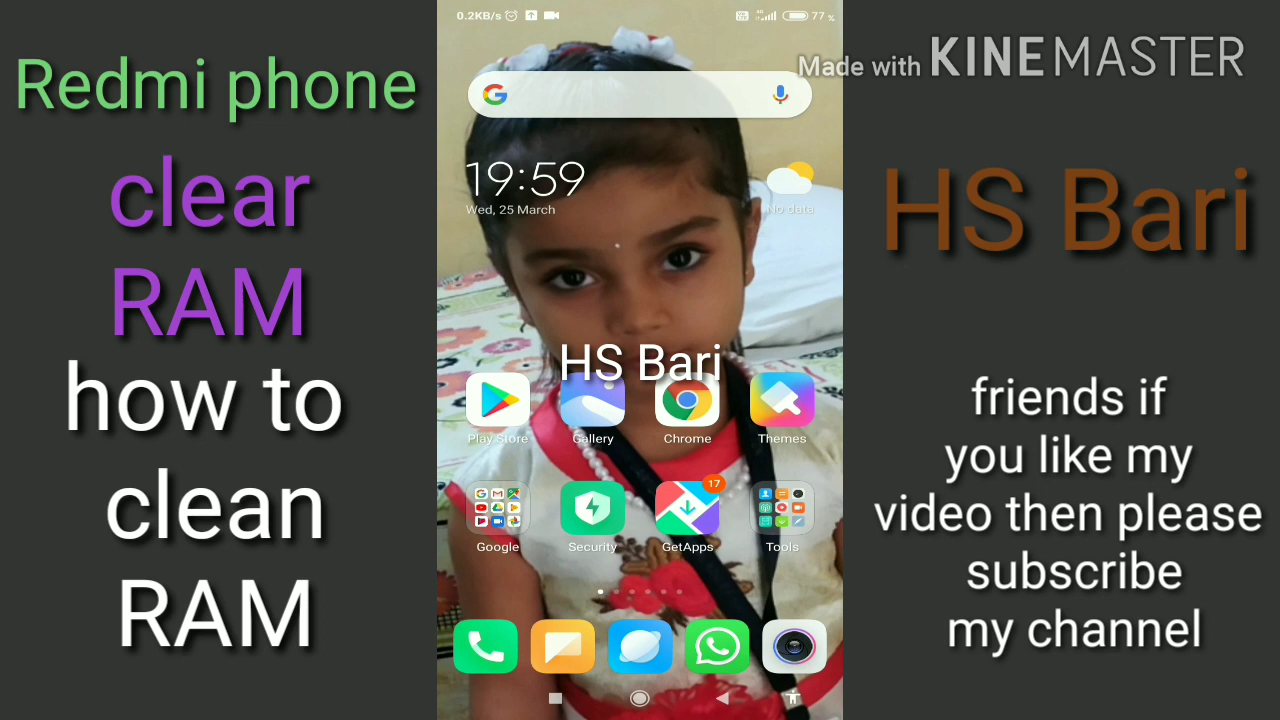 Redmi phone
clear
RAM
how to
clean
RAM
0.2KB/s 77 %
19:59
Wed, 25 March
No data
HS Bari
Play Store Gallery Chrome Themes
17
Google Security GetApps Tools
Made with KINEMASTER
HS Bari
friends if
you like my
video then please
subscribe
my channel